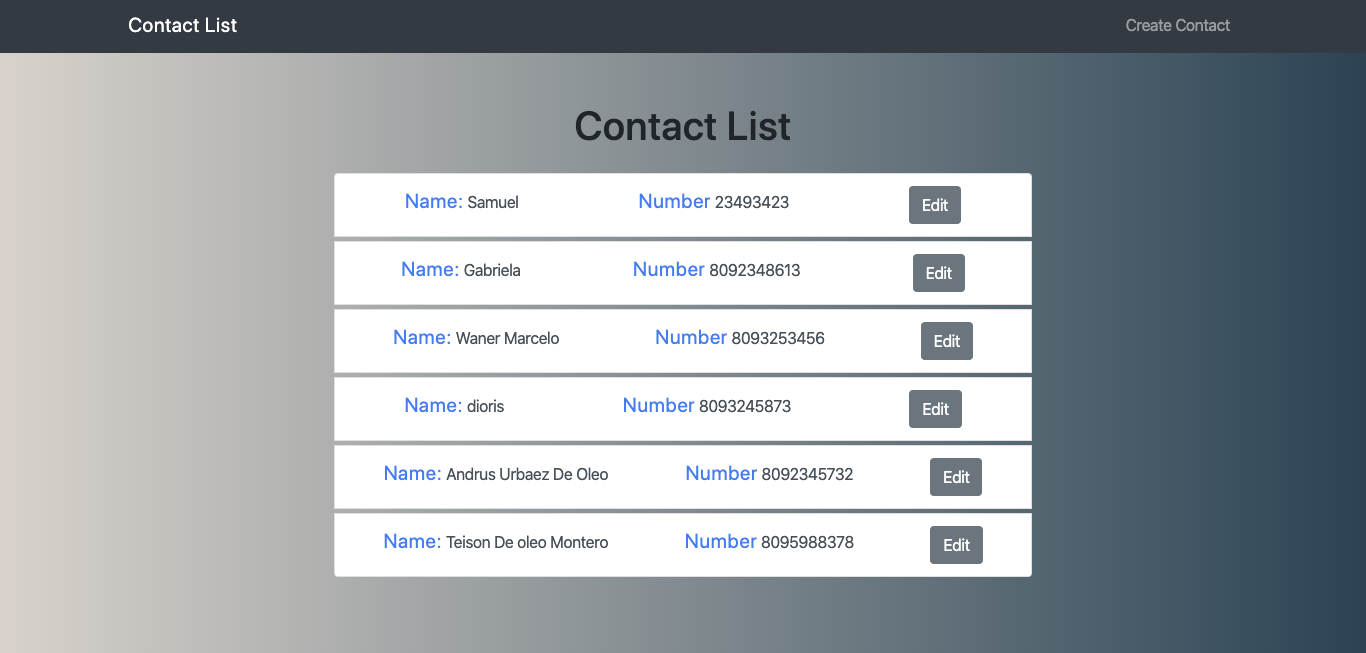 Contact List Create Contact
Contact List
Name: Samuel Number 23493423 Edit
Name: Gabriela Number 8092348613 Edit
Name: Waner Marcelo Number 8093253456 Edit
Name: dioris Number 8093245873 Edit
Name: Andrus Urbaez De Oleo Number 8092345732 Edit
Name: Teison De oleo Montero Number 8095988378 Edit